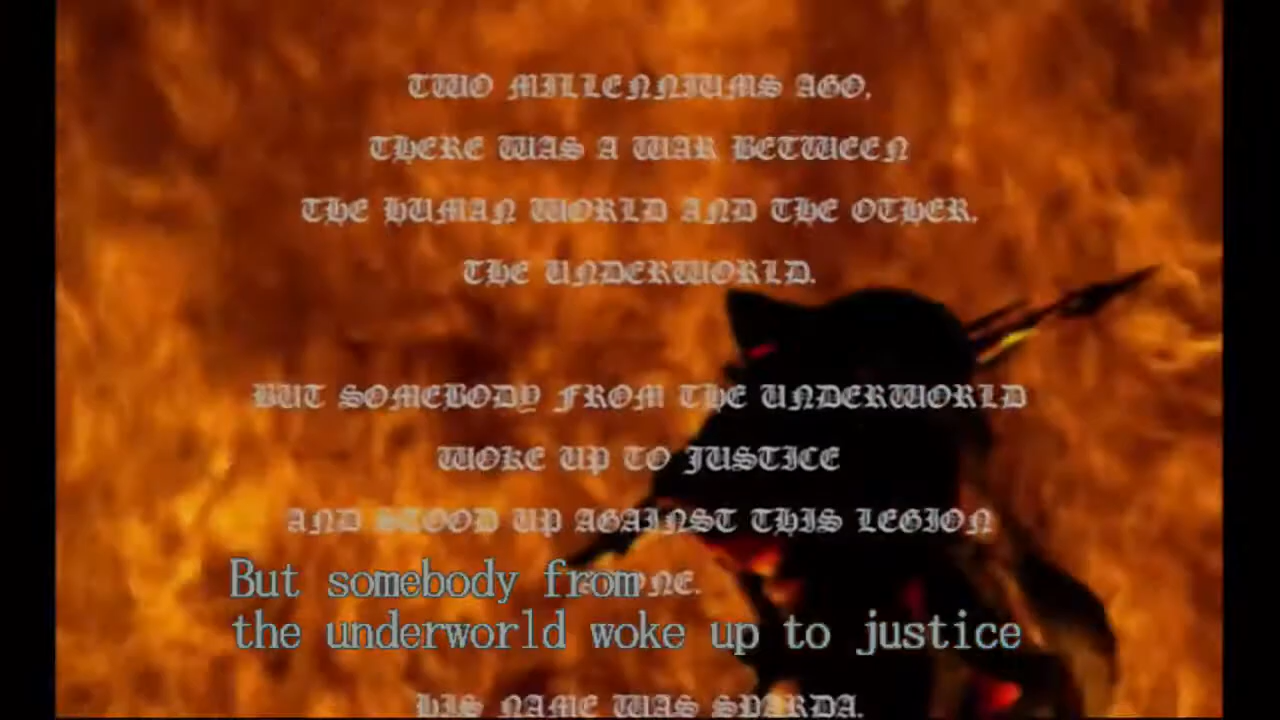 TWO MILLENNIUMS AGO,
THERE WAS A WAR BETWEEN
THE HUMAN WORLD AND THE OTHER,
THE UNDERWORLD.
BUT SOMEBODY FROM THE UNDERWORLD
WOKE UP TO JUSTICE
AND STOOD UP AGAINST THIS LEGION
But somebody from
the underworld woke up to justice
HIS NAME WAS SPARDA.